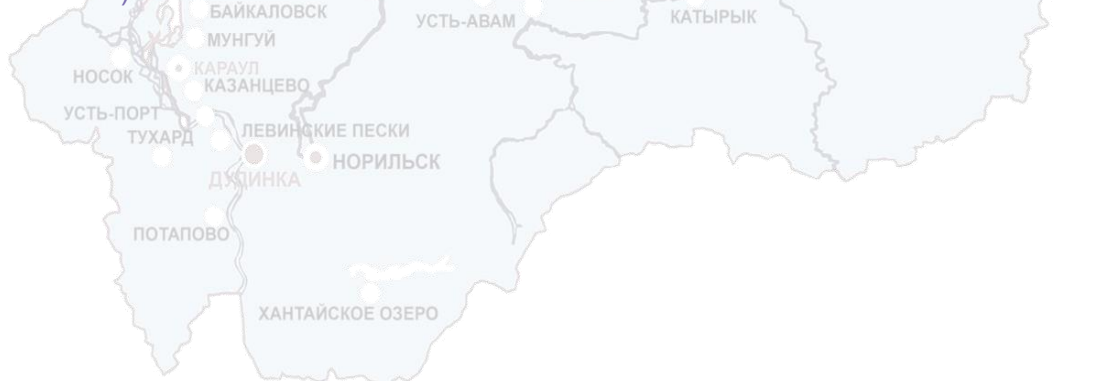 БАЙКАЛОВСК
УСТЬ-АВАМ
КАТЫРЫК
МУНГУЙ
КАРАУЛ
НОСОК
КАЗАНЦЕВО
УСТЬ-ПОРТ
ТУХАРД
ЛЕВИНСКИЕ ПЕСКИ
НОРИЛЬСК
ДУДИНКА
ПОТАПОВО
ХАНТАЙСКОЕ ОЗЕРО